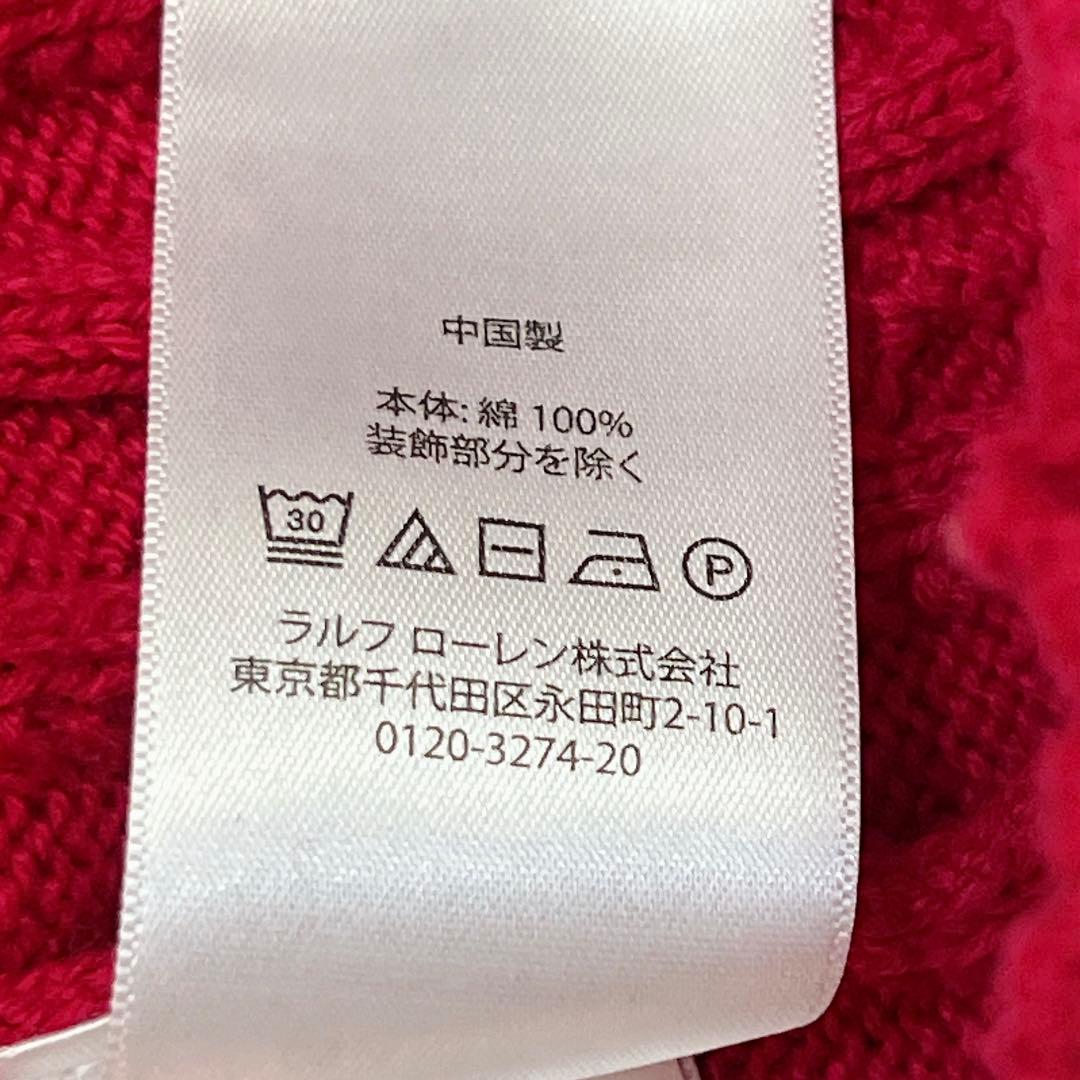 中国製
本体: 綿 100%
装飾部分を除く
30
P
ラルフ ローレン株式会社
東京都千代田区永田町2-10-1
0120-3274-20